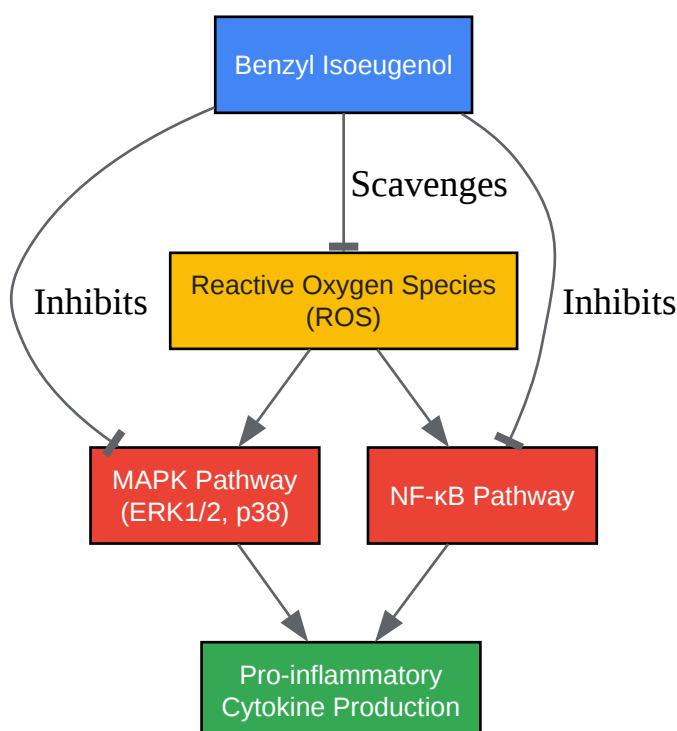 Benzyl Isoeugenol
Scavenges
Reactive Oxygen Species
(ROS)
Inhibits
Inhibits
MAPK Pathway
(ERK1/2, p38)
NF-κB Pathway
Pro-inflammatory
Cytokine Production